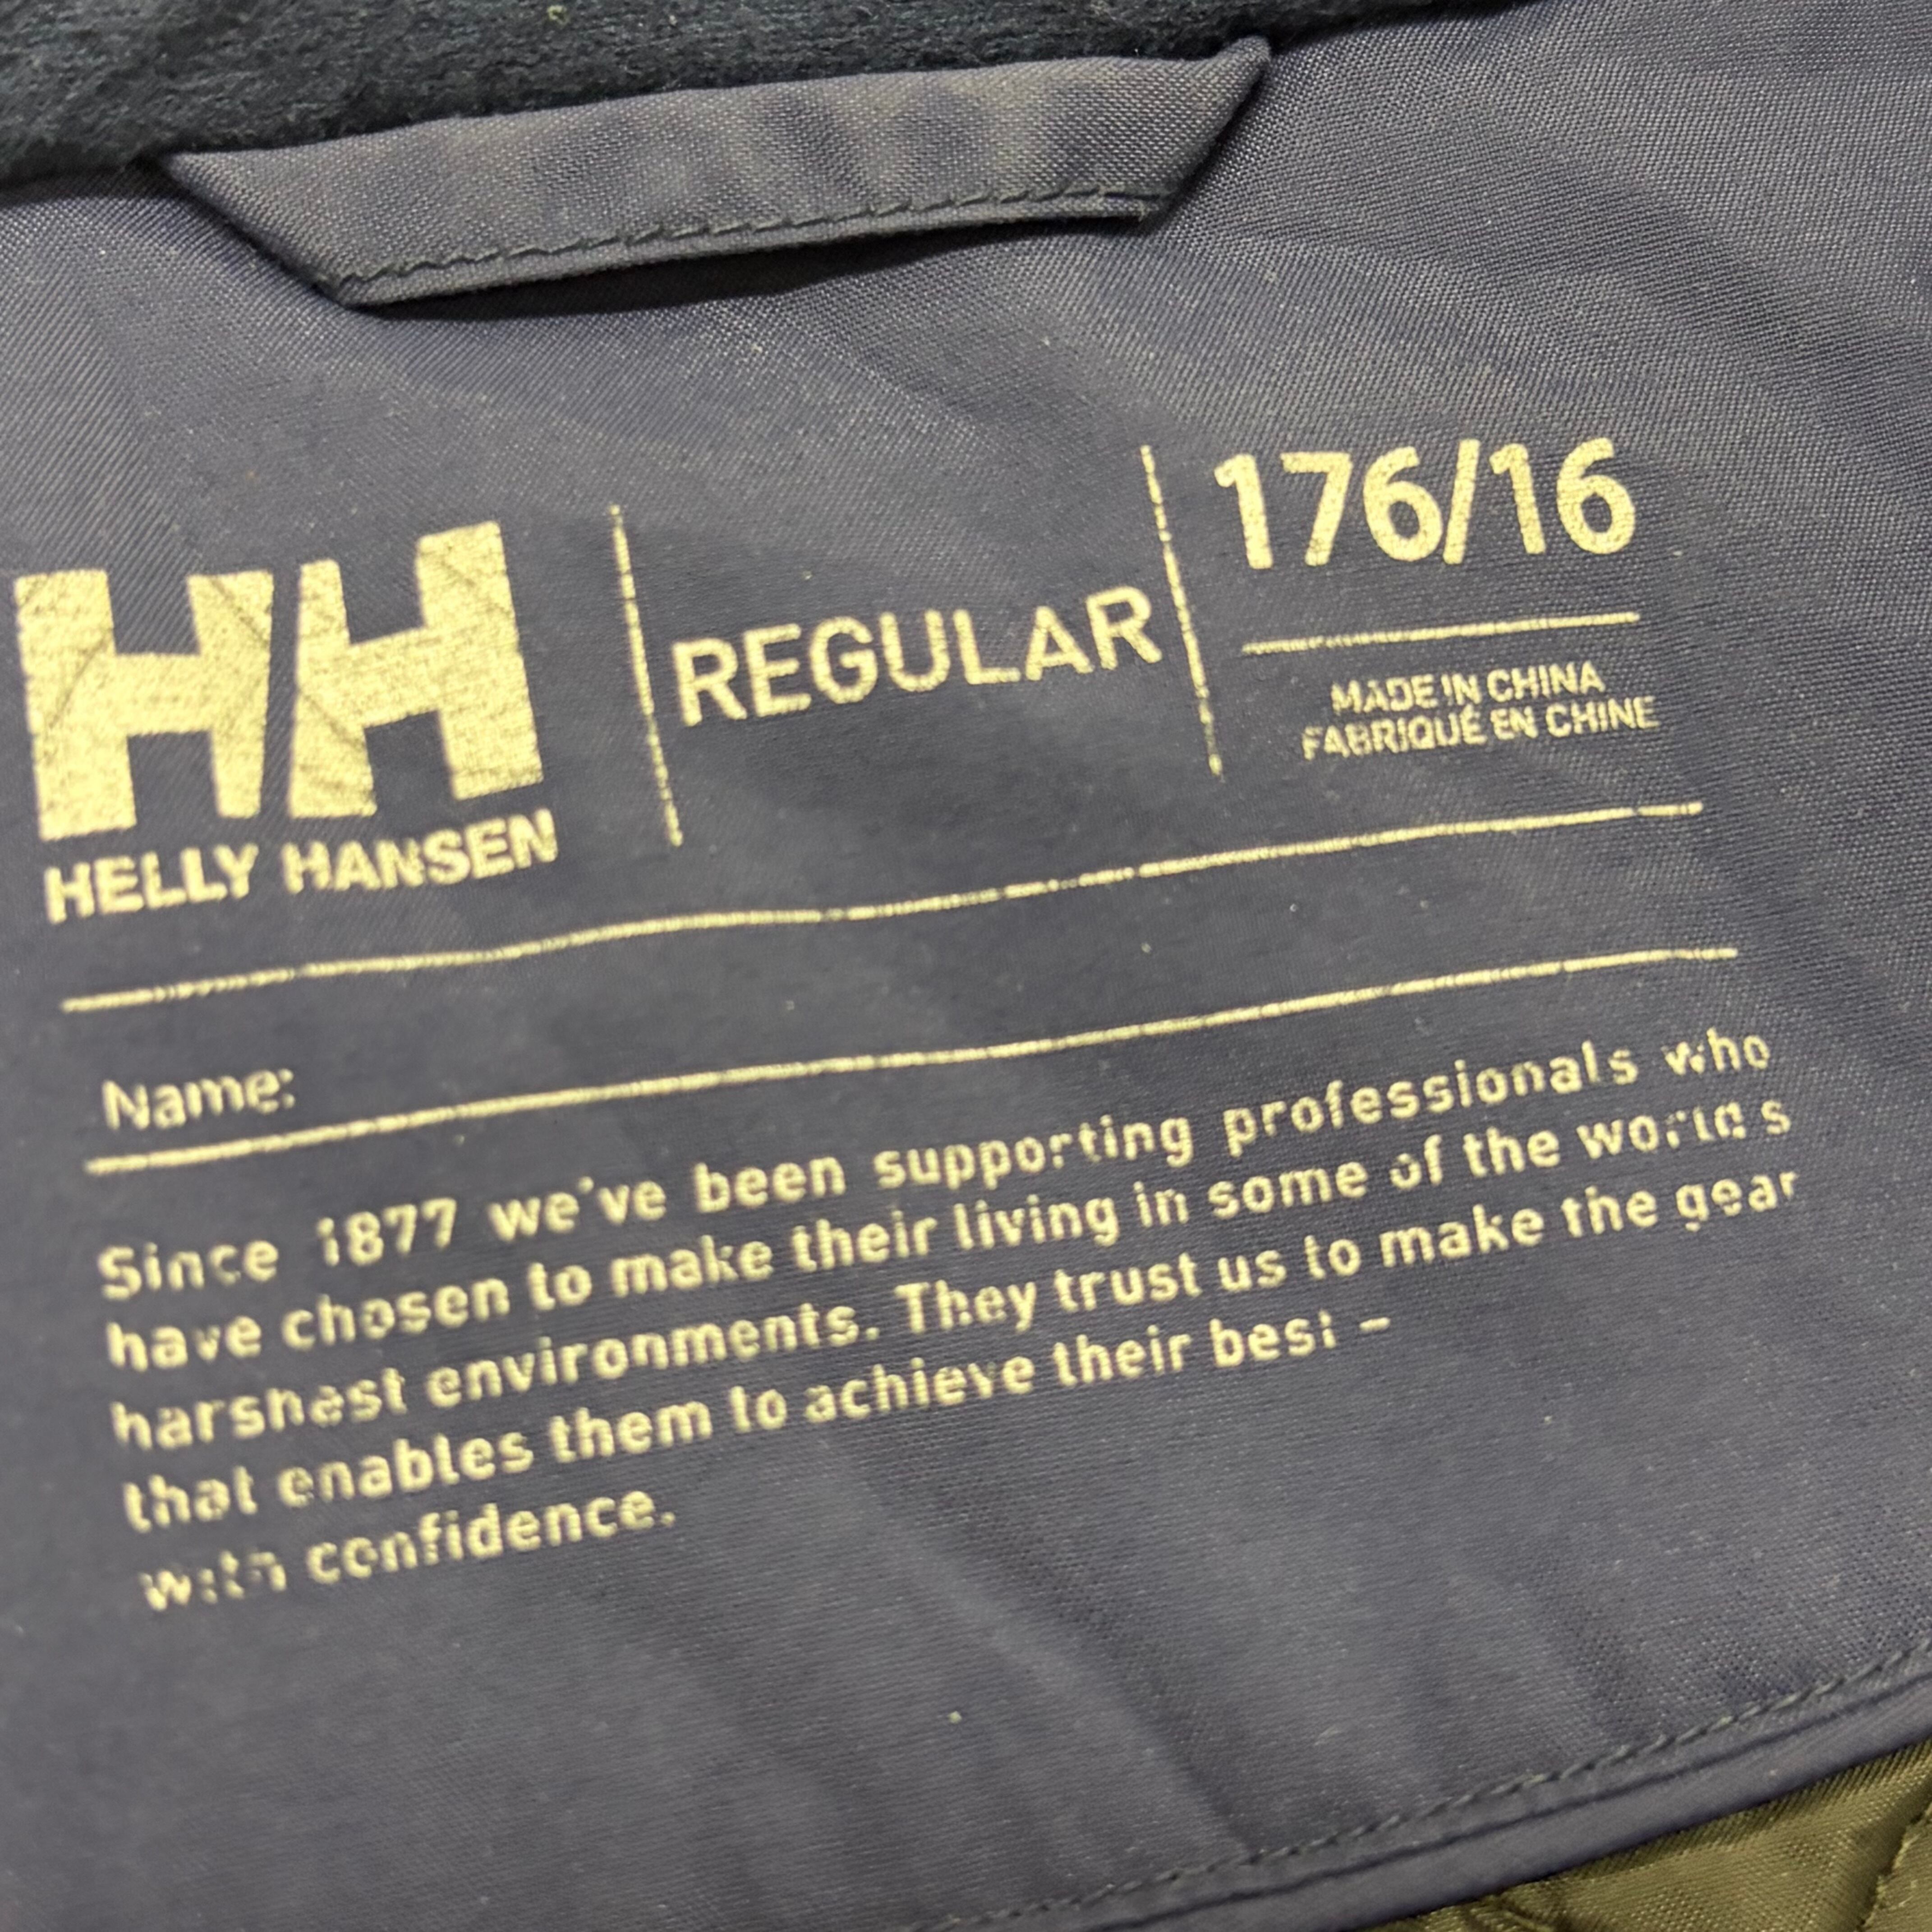 HH
HELLY HANSEN
REGULAR
176/16
MADE IN CHINA
FABRIQUÉ EN CHINE
Name:
Since 1877 we've been supporting professionals who
have chosen to make their living in some of the world's
harshest environments. They trust us to make the gear
that enables them to achieve their best –
with confidence.